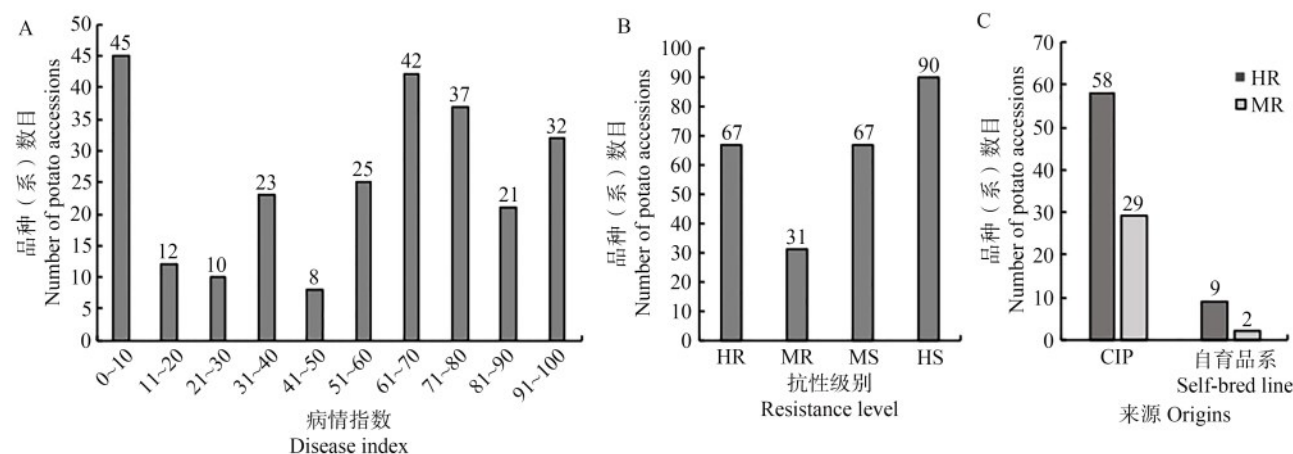 A
品种（系）数目
Number of potato accessions
50
45
40
35
30
25
20
15
10
5
0
45
12
10
23
8
25
42
37
21
32
0~10
11~20
21~30
31~40
41~50
51~60
61~70
71~80
81~90
91~100
病情指数
Disease index
B
品种（系）数目
Number of potato accessions
100
90
80
70
60
50
40
30
20
10
0
67
31
67
90
HR
MR
MS
HS
抗性级别
Resistance level
C
品种（系）数目
Number of potato accessions
70
60
50
40
30
20
10
0
58
29
9
2
HR
MR
CIP
自育品系
Self-bred line
来源 Origins